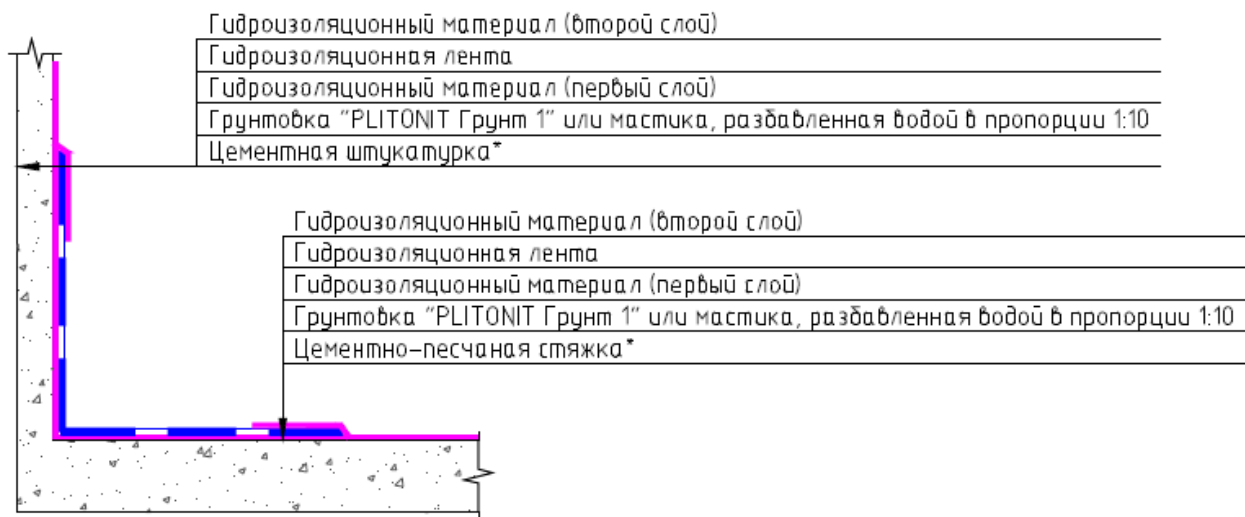 Гидроизоляционный материал (второй слой)
Гидроизоляционная лента
Гидроизоляционный материал (первый слой)
Грунтовка "PLITONIT Грунт 1" или мастика, разбавленная водой в пропорции 1:10
Цементная штукатурка*
Гидроизоляционный материал (второй слой)
Гидроизоляционная лента
Гидроизоляционный материал (первый слой)
Грунтовка "PLITONIT Грунт 1" или мастика, разбавленная водой в пропорции 1:10
Цементно-песчаная стяжка*